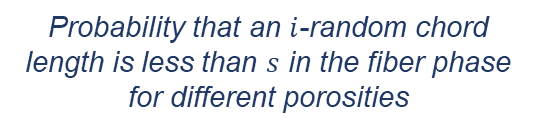 Probability that an i-random chord
length is less than s in the fiber phase
for different porosities